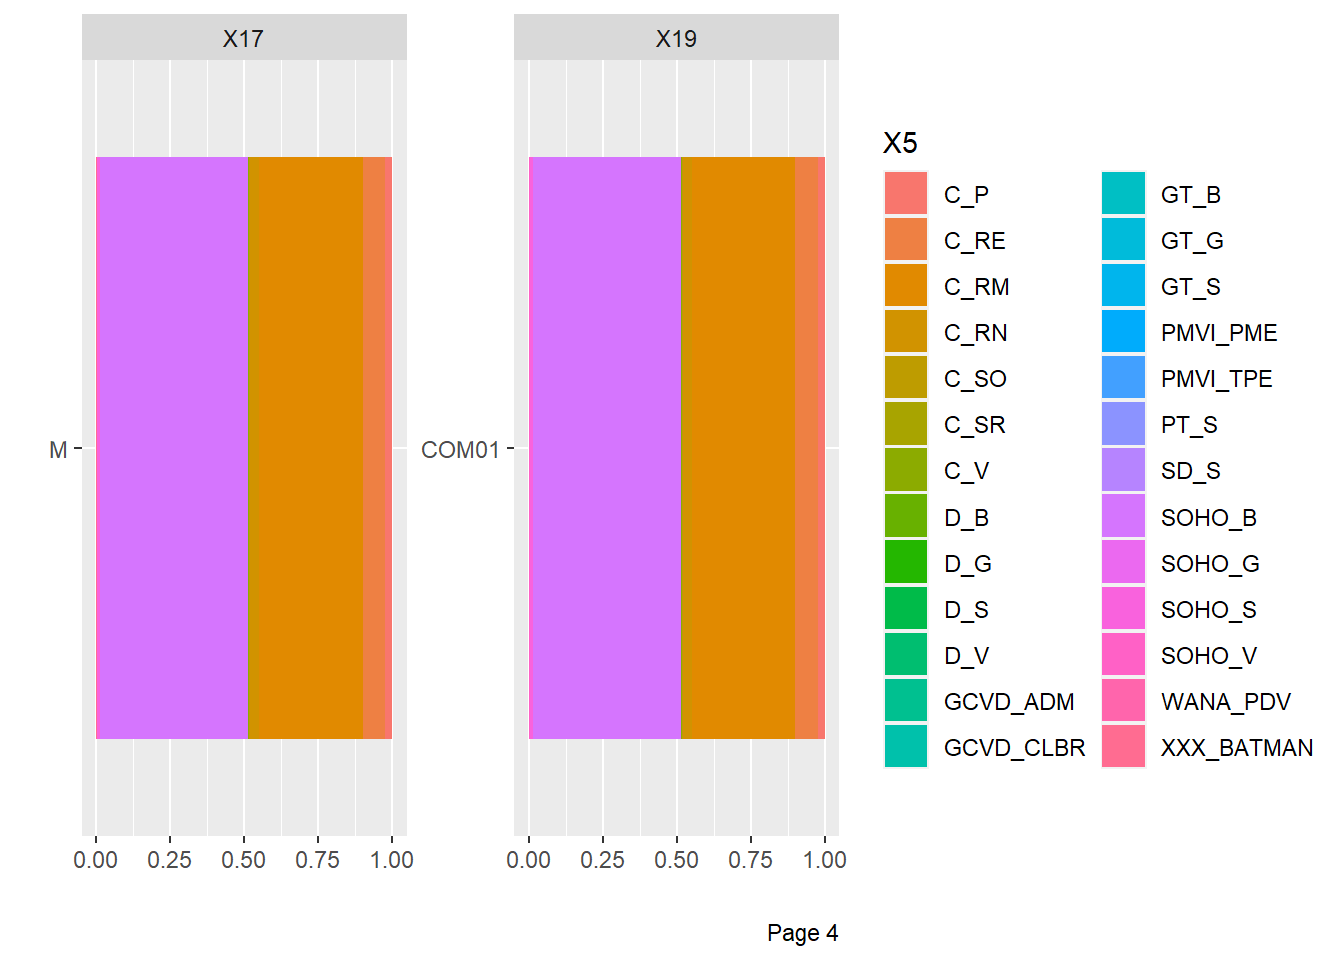 X17
X19
M
COM01
0.00 0.25 0.50 0.75 1.00
0.00 0.25 0.50 0.75 1.00
X5
C_P
C_RE
C_RM
C_RN
C_SO
C_SR
C_V
D_B
D_G
D_S
D_V
GCVD_ADM
GCVD_CLBR
GT_B
GT_G
GT_S
PMVI_PME
PMVI_TPE
PT_S
SD_S
SOHO_B
SOHO_G
SOHO_S
SOHO_V
WANA_PDV
XXX_BATMAN
Page 4